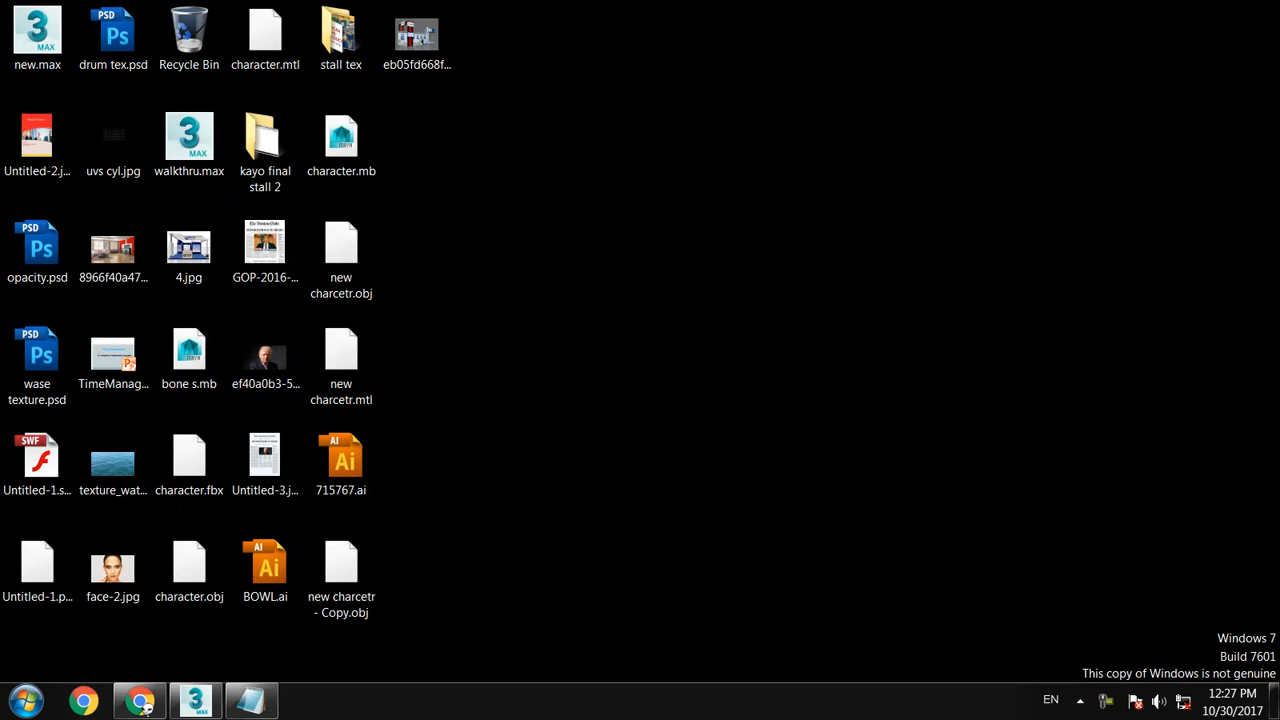 new.max
drum tex.psd
Recycle Bin
character.mtl
stall tex
eb05fd668f...
Untitled-2.j...
uvs cyl.jpg
walkthru.max
kayo final
stall 2
character.mb
opacity.psd
8966f40a47...
4.jpg
GOP-2016-...
new
charcetr.obj
wase
texture.psd
TimeManag...
bone s.mb
ef40a0b3-5...
new
charcetr.mtl
Untitled-1.s...
texture_wat...
character.fbx
Untitled-3.j...
715767.ai
Untitled-1.p...
face-2.jpg
character.obj
BOWL.ai
new charcetr
- Copy.obj
Windows 7
Build 7601
This copy of Windows is not genuine
EN
12:27 PM
10/30/2017